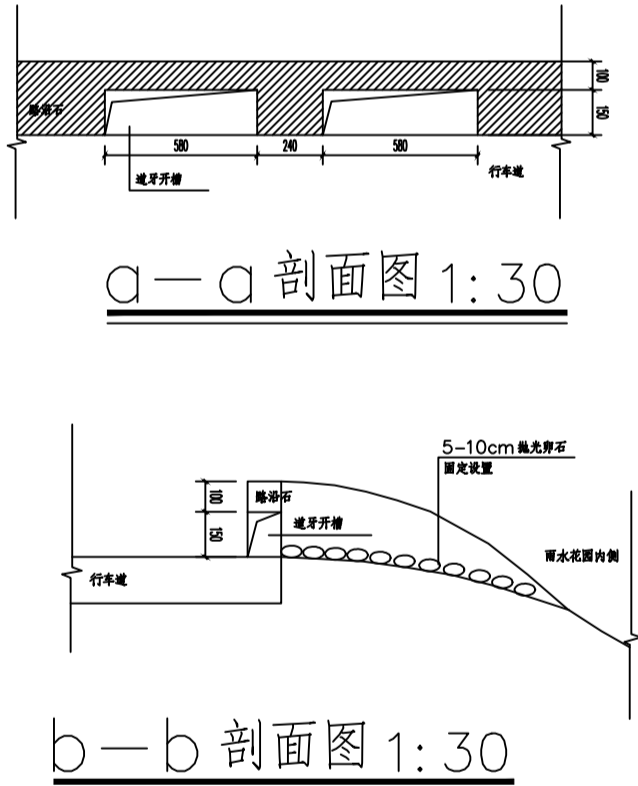 100
150
路沿石
580
240
580
道牙开槽
行车道
a—a 剖面图 1:30
5-10cm 抛光卵石
固定设置
100
150
路沿石
道牙开槽
雨水花园内侧
行车道
b—b 剖面图 1:30